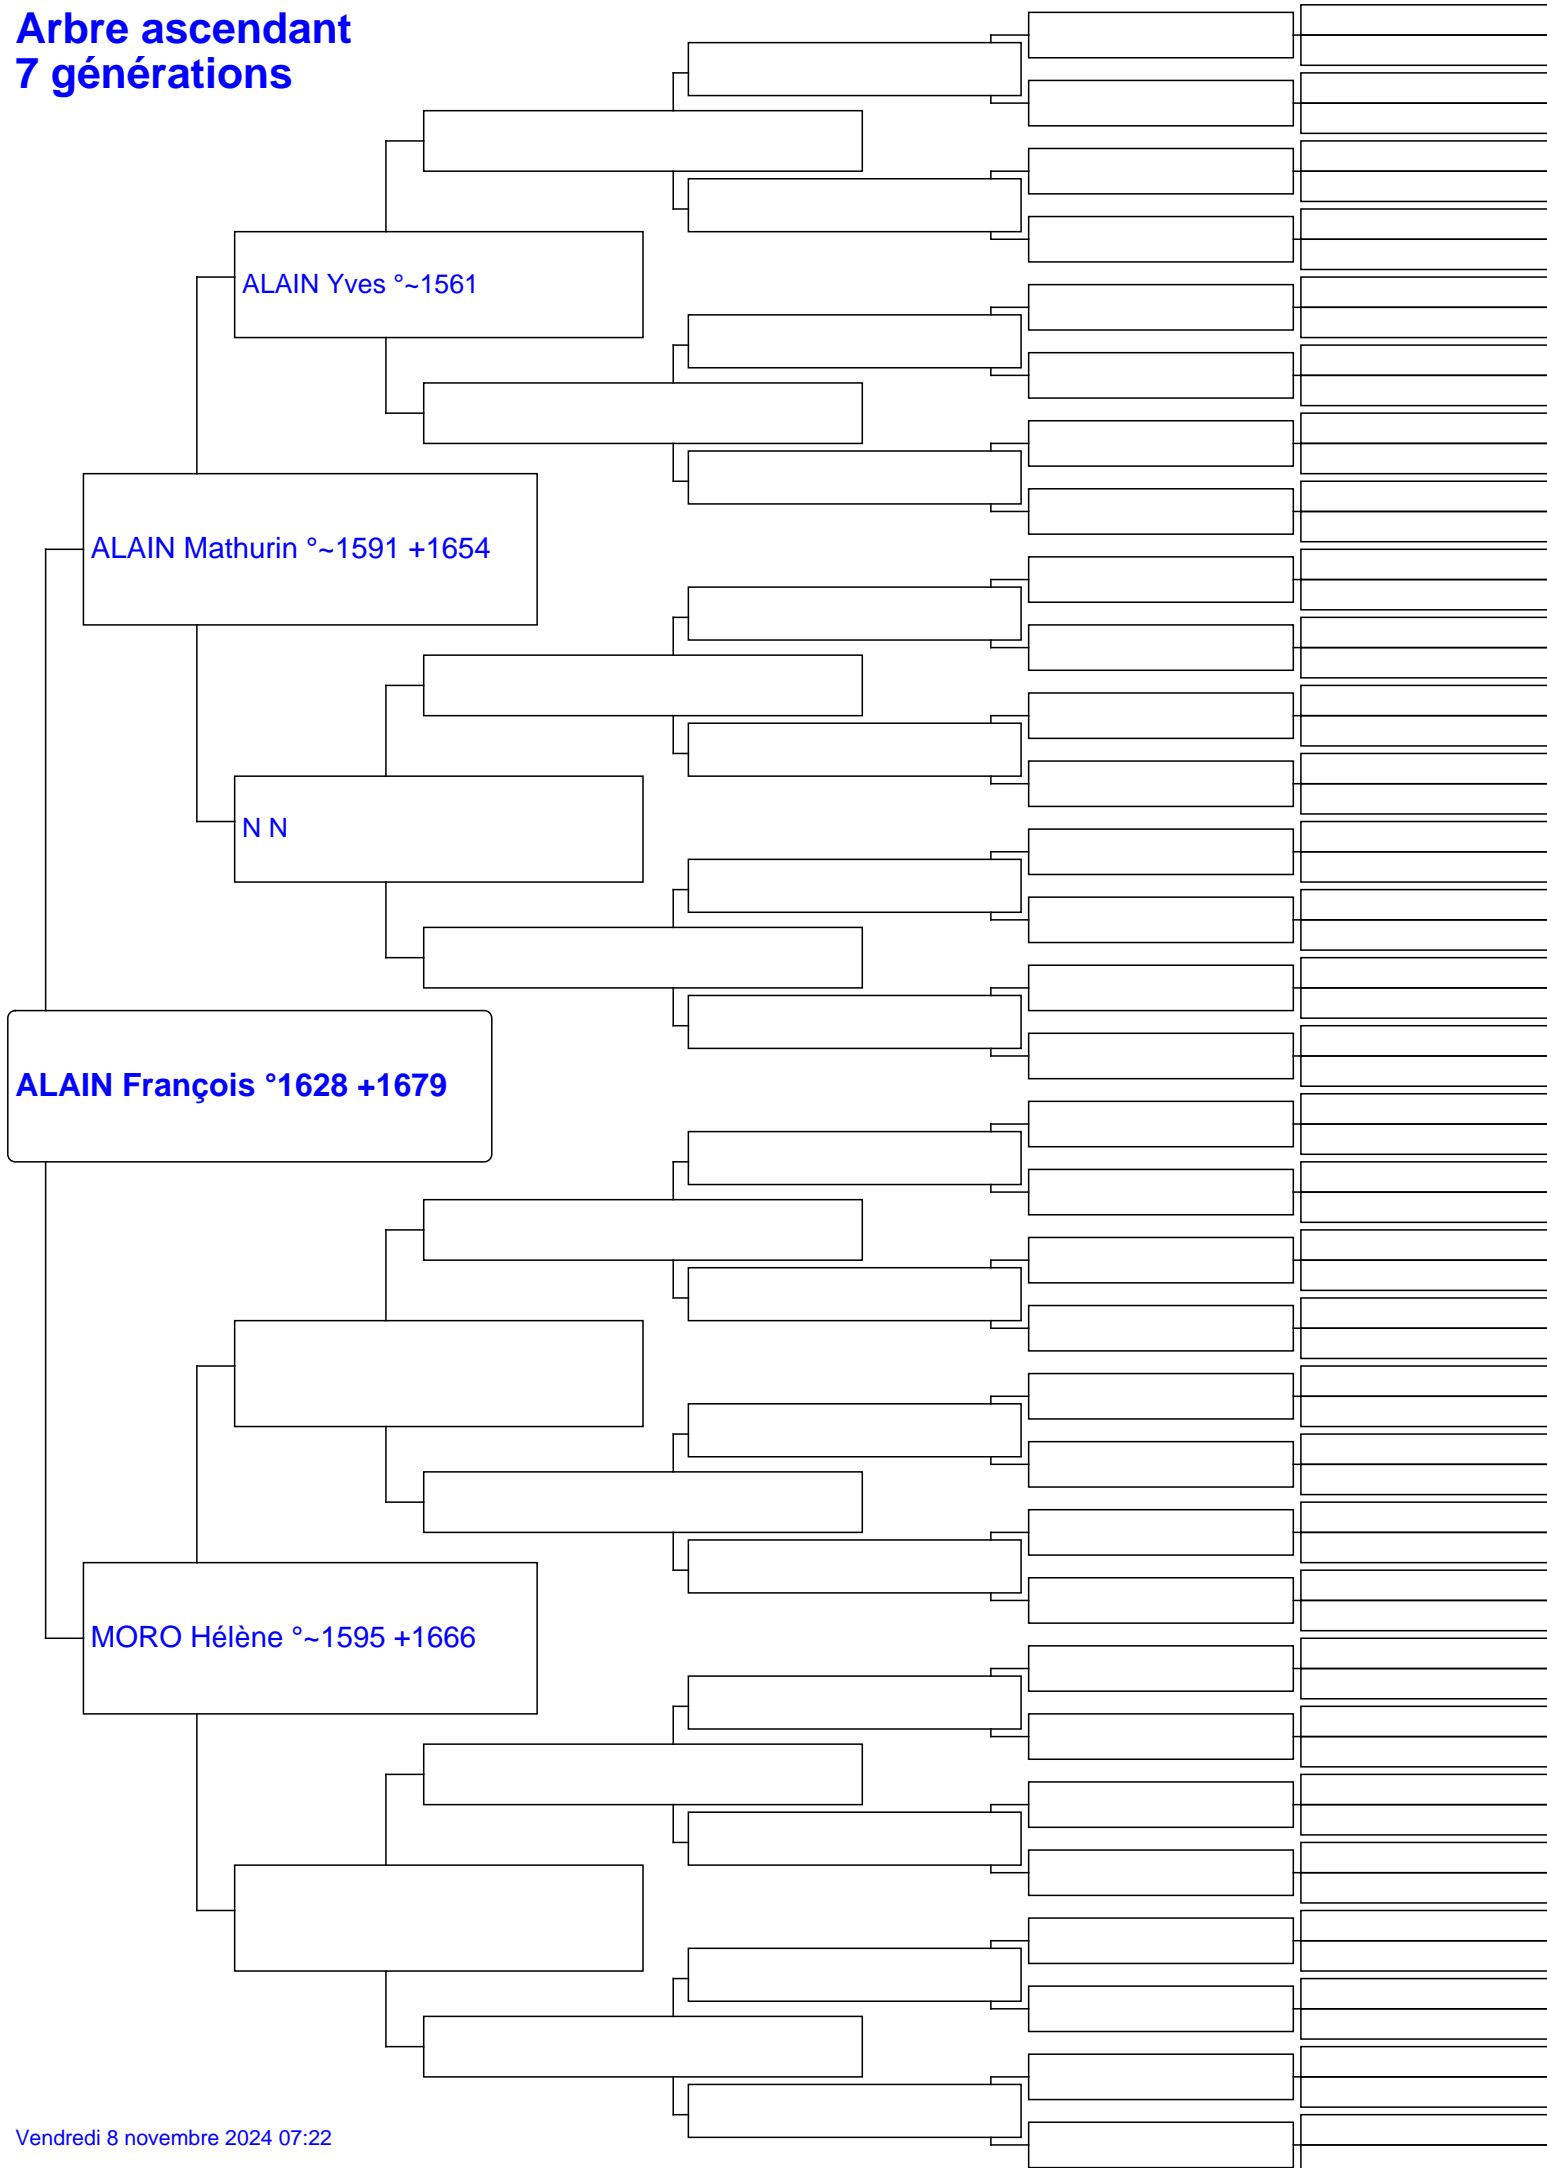 Arbre ascendant
7 générations
ALAIN Yves °~1561
ALAIN Mathurin °~1591 +1654
N N
ALAIN François °1628 +1679
MORO Hélène °~1595 +1666
Vendredi 8 novembre 2024 07:22